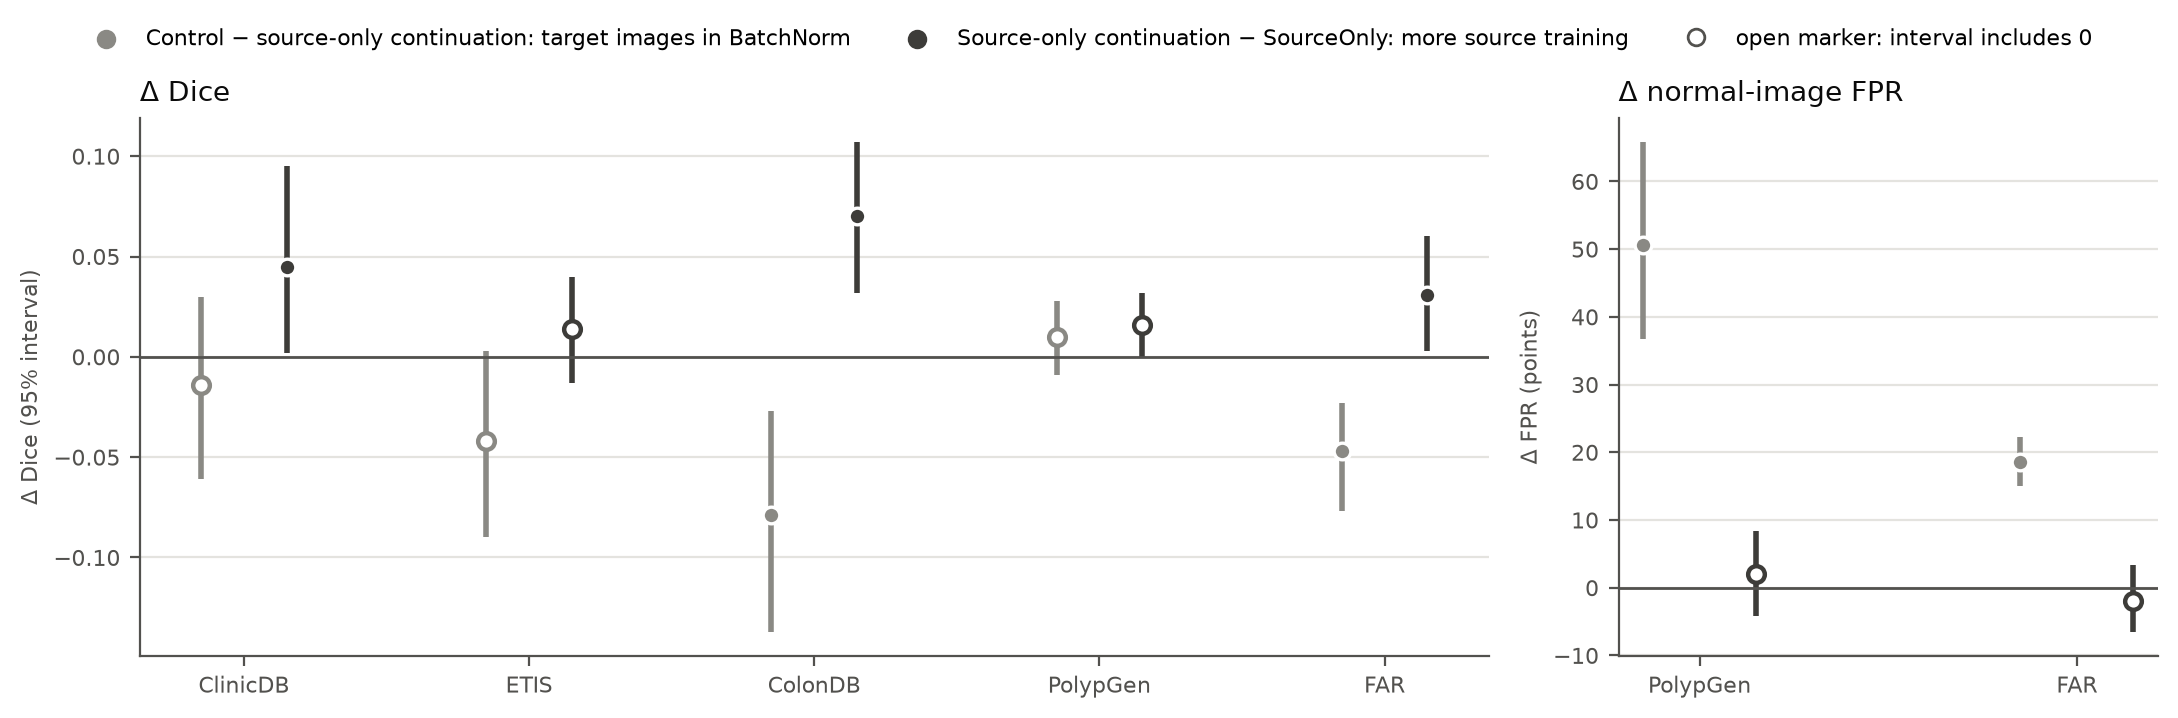 Control − source-only continuation: target images in BatchNorm
Source-only continuation − SourceOnly: more source training
open marker: interval includes 0
Δ Dice
Δ Dice (95% interval)
0.10
0.05
0.00
−0.05
−0.10
ClinicDB
ETIS
ColonDB
PolypGen
FAR
Δ normal-image FPR
Δ FPR (points)
60
50
40
30
20
10
0
−10
PolypGen
FAR